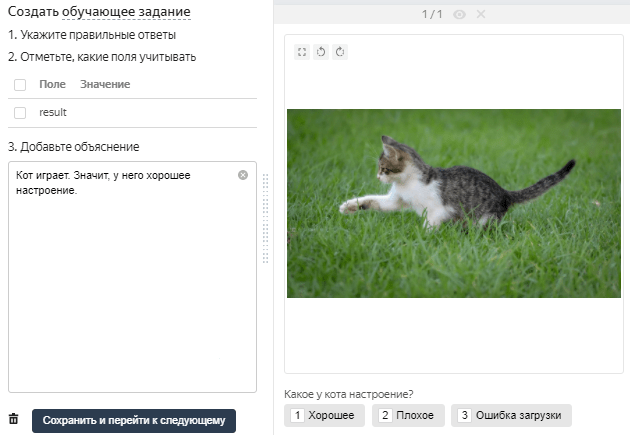 Создать обучающее задание
1. Укажите правильные ответы
2. Отметьте, какие поля учитывать
Поле Значение
result
3. Добавьте объяснение
Кот играет. Значит, у него хорошее
настроение.
Сохранить и перейти к следующему
1 / 1
Какое у кота настроение?
1 Хорошее 2 Плохое 3 Ошибка загрузки